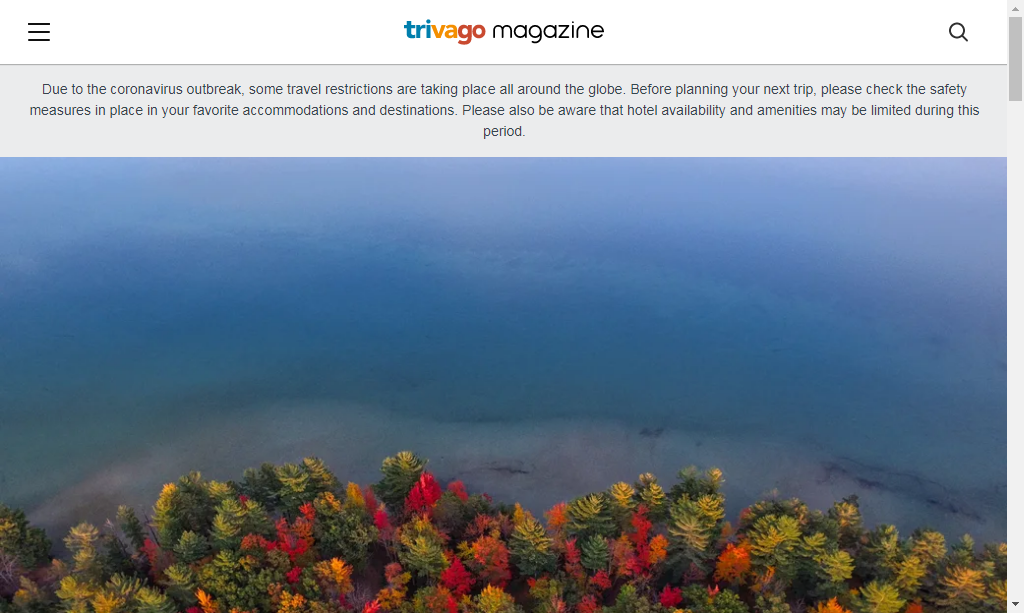 trivago magazine
Due to the coronavirus outbreak, some travel restrictions are taking place all around the globe. Before planning your next trip, please check the safety
measures in place in your favorite accommodations and destinations. Please also be aware that hotel availability and amenities may be limited during this
period.